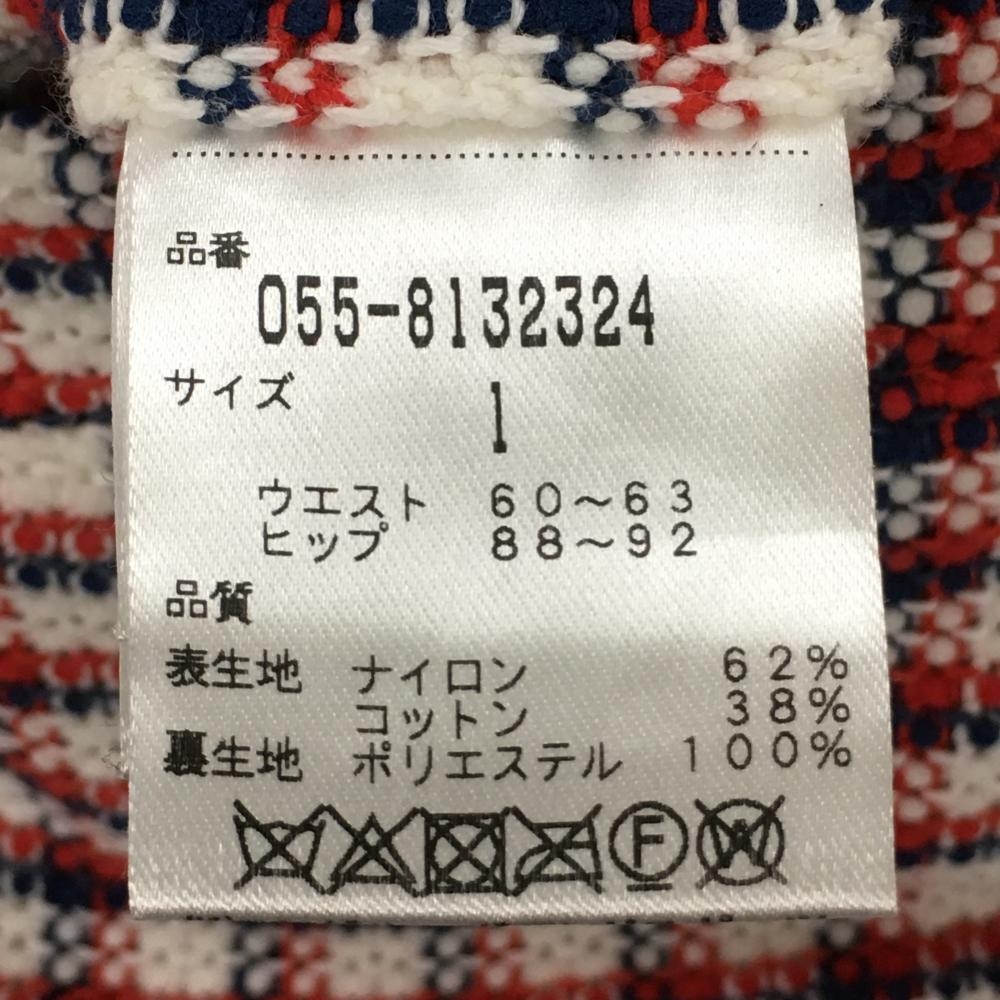 品番
055-8132324
サイズ
1
ウエスト 60〜63
ヒップ 88〜92
品質
表生地 ナイロン 62%
コットン 38%
裏生地 ポリエステル 100%
F W